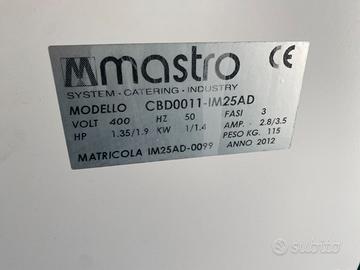 mastro CE
SYSTEM - CATERING - INDUSTRY
MODELLO CBD0011-IM25AD
VOLT 400 HZ 50 FASI 3
HP 1.35/1.9 KW 1/1.4 AMP. 2.8/3.5
PESO KG. 115
MATRICOLA IM25AD-0099 ANNO 2012
subito